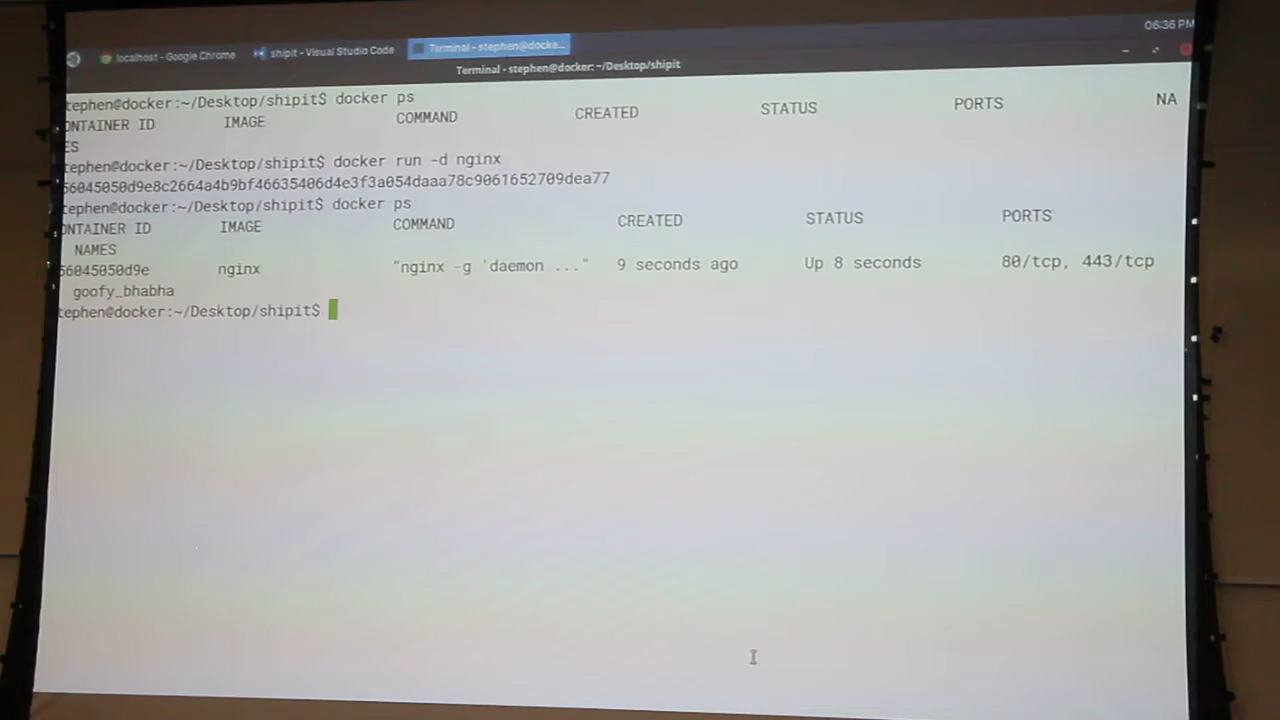 06:36 PM
localhost - Google Chrome
shipit - Visual Studio Code
Terminal - stephen@docke...
Terminal - stephen@docker: ~/Desktop/shipit
tephen@docker:~/Desktop/shipit$ docker ps
ONTAINER ID IMAGE COMMAND CREATED STATUS PORTS NA
ES
tephen@docker:~/Desktop/shipit$ docker run -d nginx
56045050d9e8c2664a4b9bf46635406d4e3f3a054daaa78c9061652709dea77
tephen@docker:~/Desktop/shipit$ docker ps
ONTAINER ID IMAGE COMMAND CREATED STATUS PORTS
NAMES
56045050d9e nginx "nginx -g 'daemon ..." 9 seconds ago Up 8 seconds 80/tcp, 443/tcp
goofy_bhabha
tephen@docker:~/Desktop/shipit$